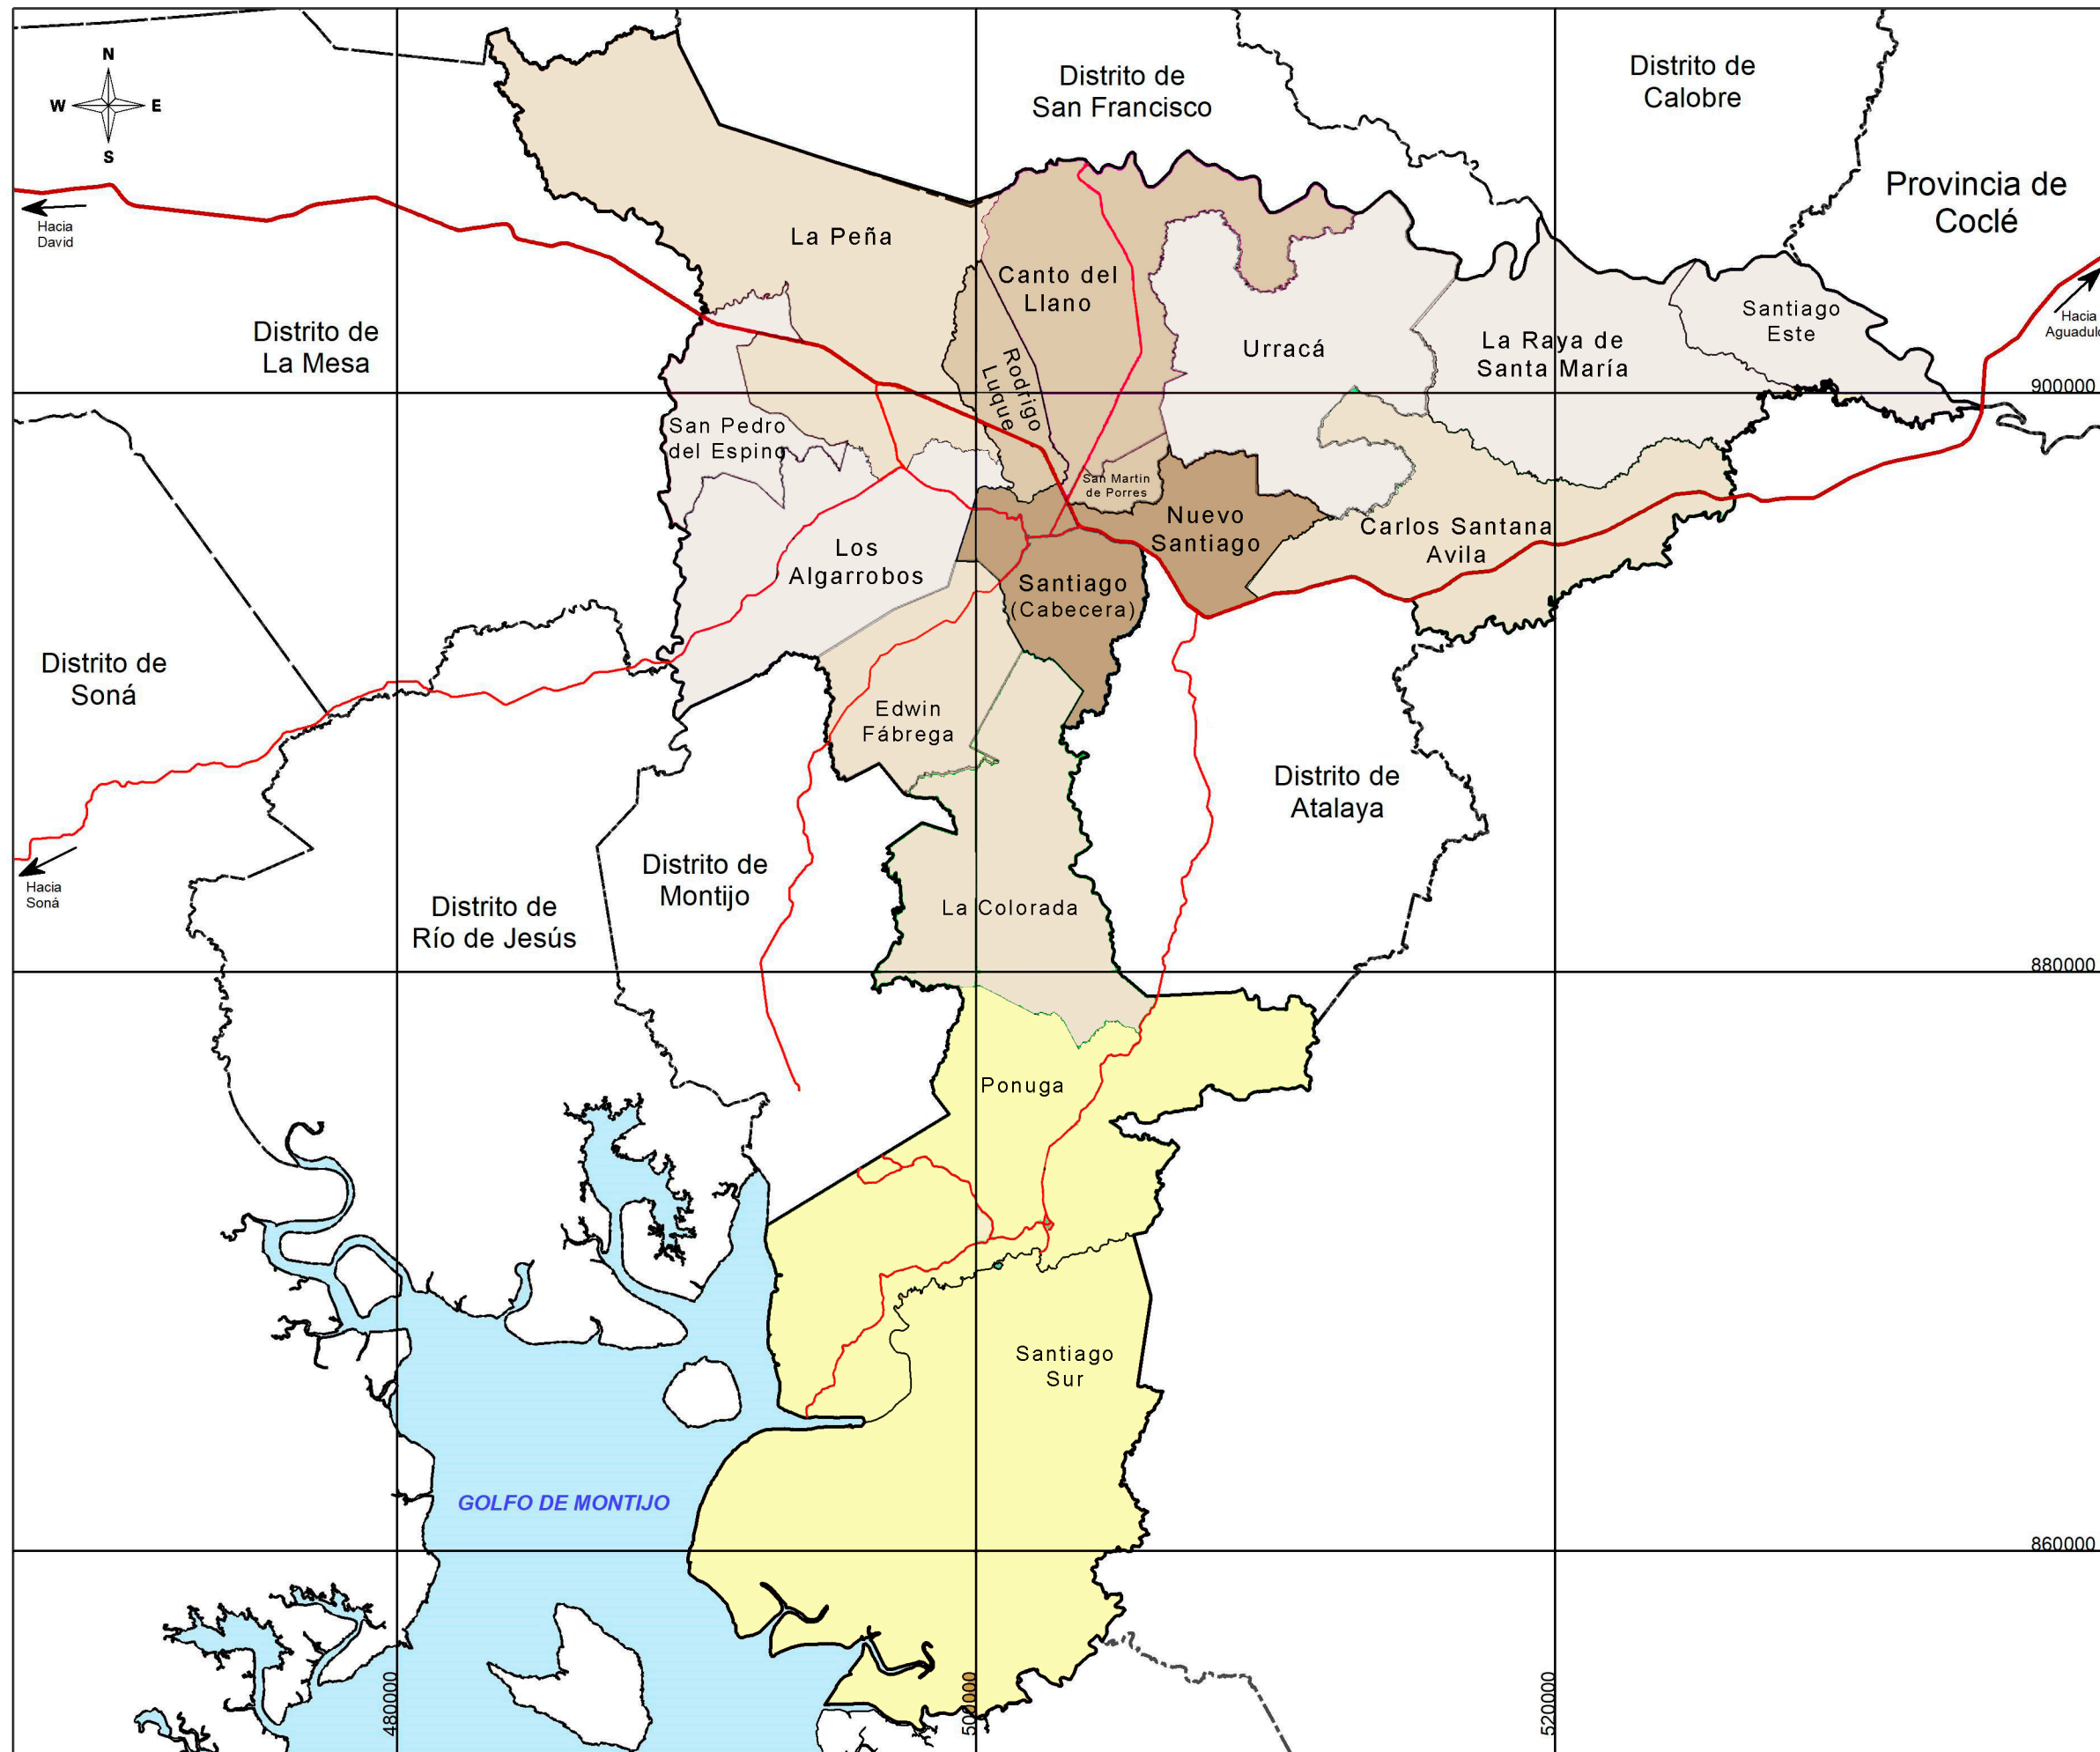 N
W E
S
Distrito de
San Francisco
Distrito de
Calobre
Provincia de
Coclé
Hacia
David
La Peña
Canto del
Llano
Rodrigo
Luque
Urracá
La Raya de
Santa María
Santiago
Este
Hacia
Distrito de
La Mesa
900000
San Pedro
del Espino
San Martín
de Porres
Nuevo
Santiago
Carlos Santana
Avila
Los
Algarrobos
Santiago
(Cabecera)
Distrito de
Soná
Edwin
Fábrega
Distrito de
Atalaya
Hacia
Soná
Distrito de
Montijo
Distrito de
Río de Jesús
La Colorada
880000
Ponuga
Santiago
Sur
GOLFO DE MONTIJO
860000
480000
500000
520000